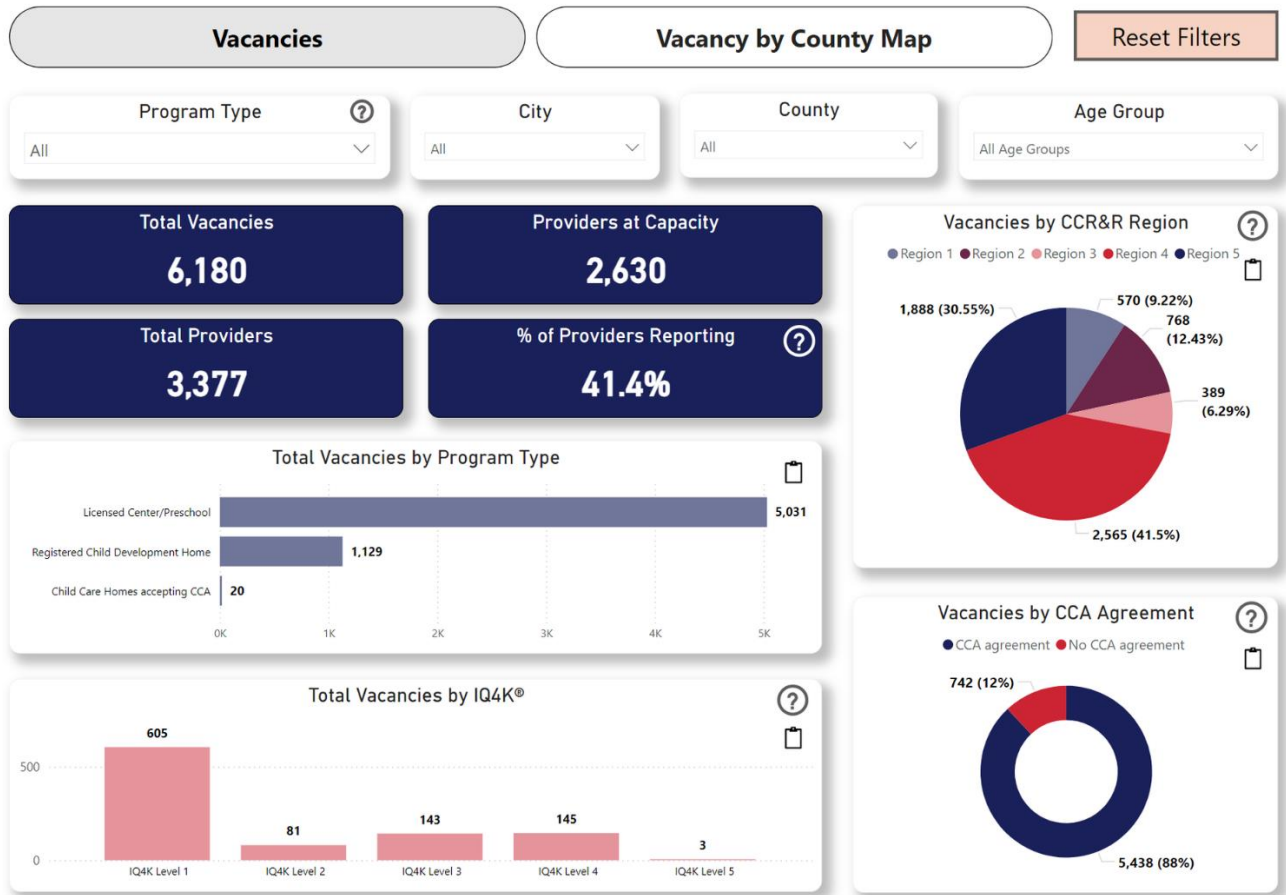 Vacancies
Vacancy by County Map
Reset Filters
Program Type
?
All
City
All
County
All
Age Group
All Age Groups
Total Vacancies
6,180
Providers at Capacity
2,630
Total Providers
3,377
% of Providers Reporting
?
41.4%
Vacancies by CCR&R Region
?
Region 1 Region 2 Region 3 Region 4 Region 5
1,888 (30.55%)
570 (9.22%)
768
(12.43%)
389
(6.29%)
2,565 (41.5%)
Total Vacancies by Program Type
Licensed Center/Preschool
5,031
Registered Child Development Home
1,129
Child Care Homes accepting CCA
20
0K 1K 2K 3K 4K 5K
Vacancies by CCA Agreement
?
CCA agreement No CCA agreement
742 (12%)
5,438 (88%)
Total Vacancies by IQ4K®
?
605
500
81
143
145
3
0
IQ4K Level 1 IQ4K Level 2 IQ4K Level 3 IQ4K Level 4 IQ4K Level 5